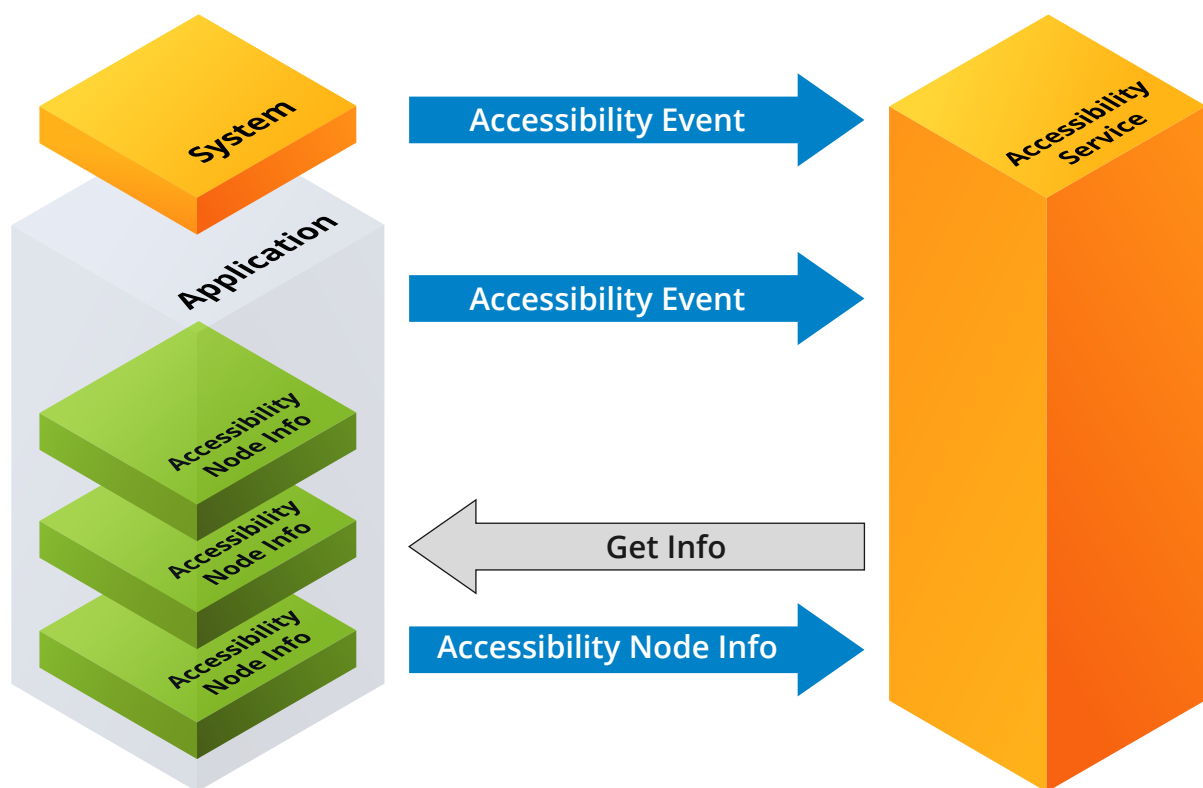 System
Accessibility Event
Accessibility
Service
Application
Accessibility Event
Accessibility
Node Info
Accessibility
Node Info
Get Info
Accessibility
Node Info
Accessibility Node Info